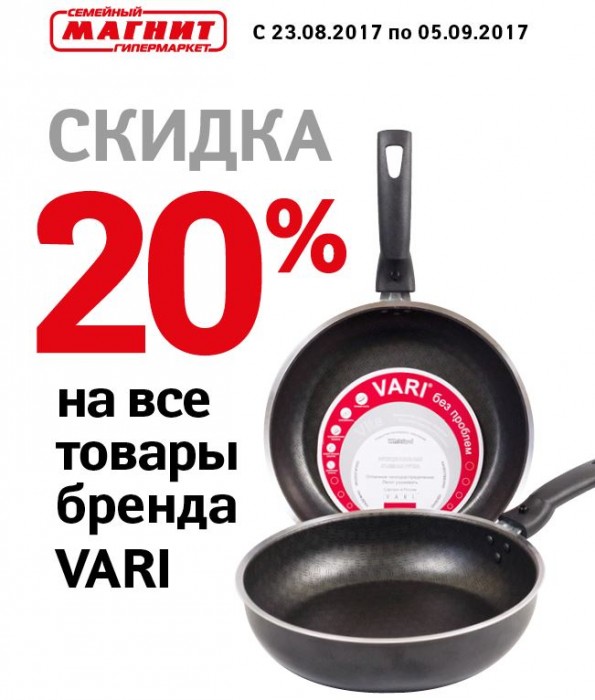 СЕМЕЙНЫЙ
МАГНИТ
ГИПЕРМАРКЕТ
С 23.08.2017 по 05.09.2017
СКИДКА
20%
на все
товары
бренда
VARI
VARI®
без проблем
VARI